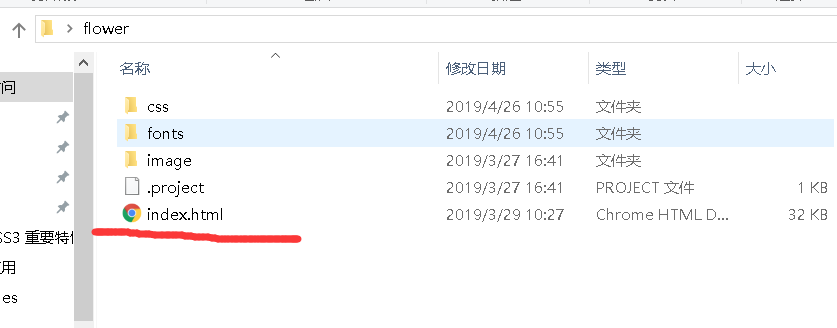 flower
名称 修改日期 类型 大小
问
css 2019/4/26 10:55 文件夹
fonts 2019/4/26 10:55 文件夹
image 2019/3/27 16:41 文件夹
.project 2019/3/27 16:41 PROJECT 文件 1 KB
index.html 2019/3/29 10:27 Chrome HTML D... 32 KB
SS3 重要特
用
es